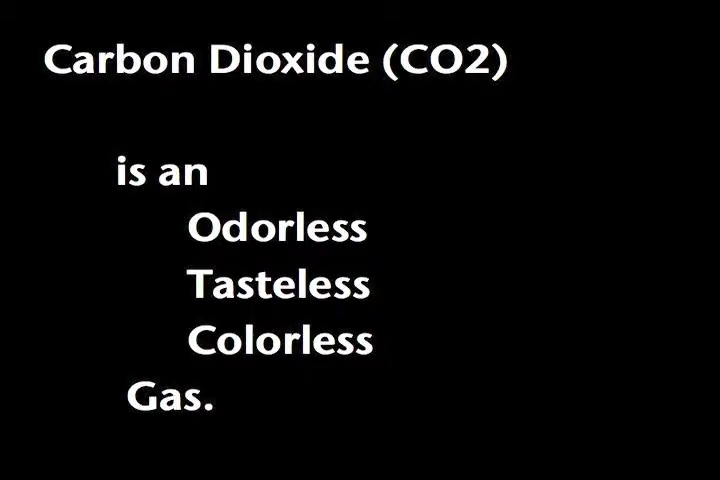 Carbon Dioxide (CO2)
is an
Odorless
Tasteless
Colorless
Gas.